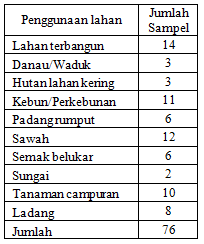 Penggunaan lahan Jumlah Sampel
Lahan terbangun 14
Danau/Waduk 3
Hutan lahan kering 3
Kebun/Perkebunan 11
Padang rumput 6
Sawah 12
Semak belukar 6
Sungai 2
Tanaman campuran 10
Ladang 8
Jumlah 76